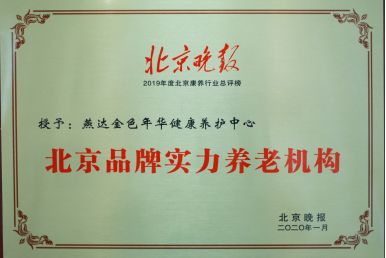 北京晚报
2019年度北京康养行业总评榜
授予：燕达金色年华健康养护中心
北京品牌实力养老机构
北京晚报
二〇二〇年一月